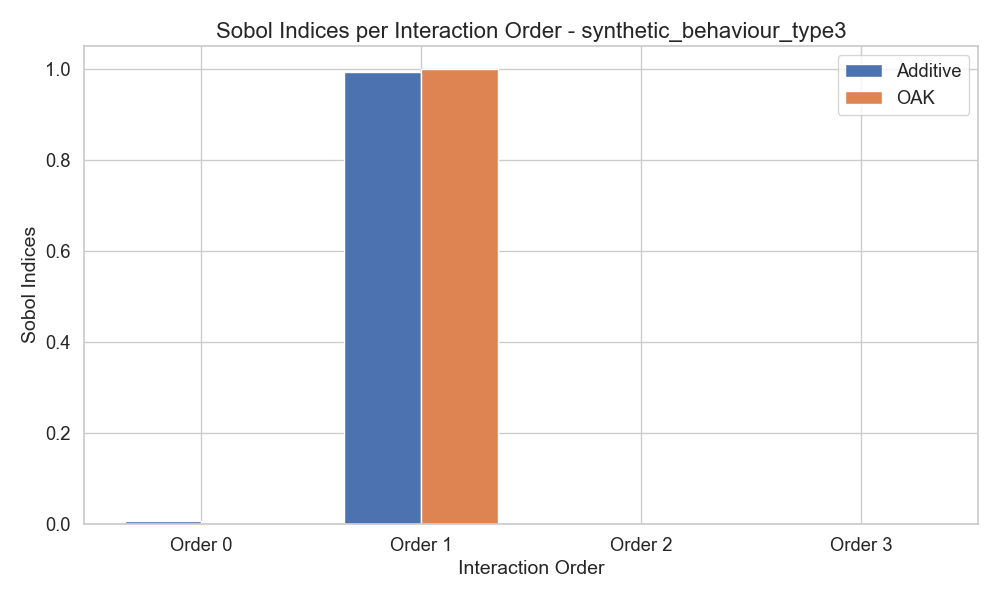 Sobol Indices per Interaction Order - synthetic_behaviour_type3
Additive
OAK
Sobol Indices
1.0
0.8
0.6
0.4
0.2
0.0
Order 0 Order 1 Order 2 Order 3
Interaction Order